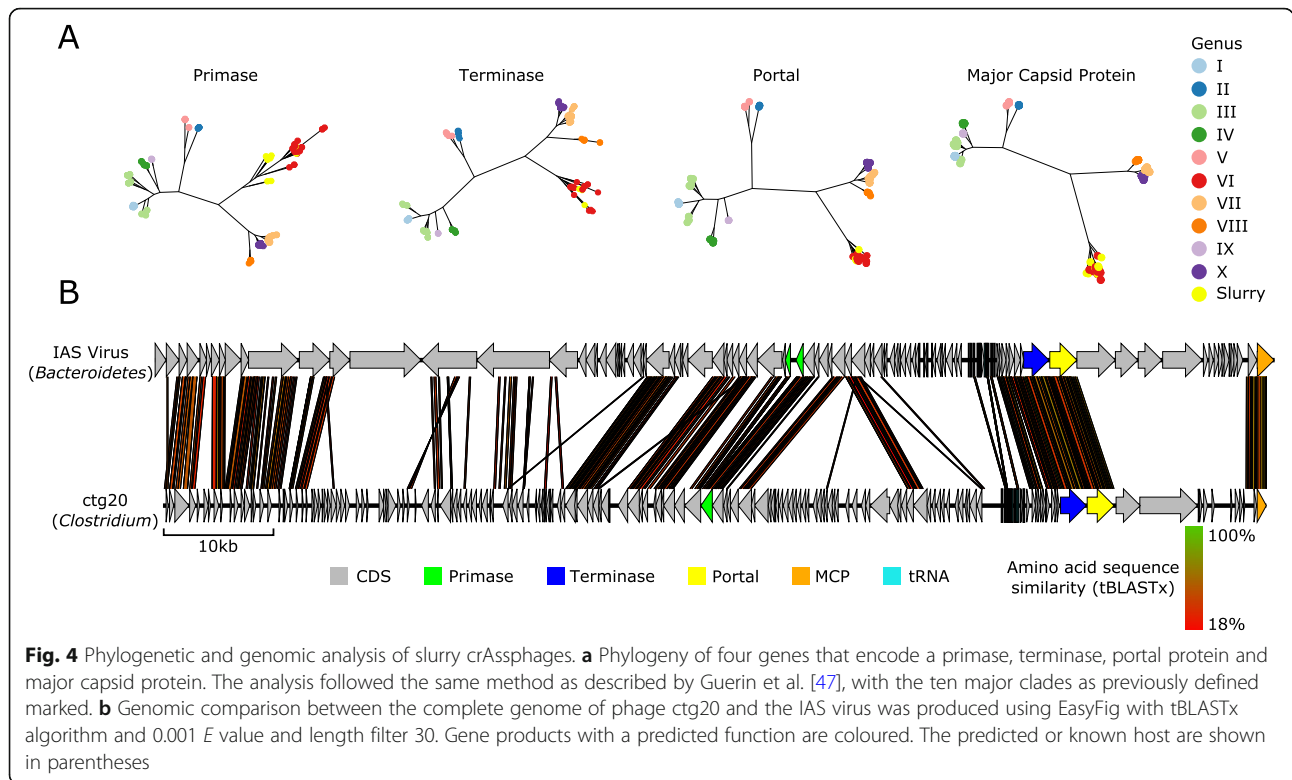 A
Primase
Terminase
Portal
Major Capsid Protein
Genus
I
II
III
IV
V
VI
VII
VIII
IX
X
Slurry
B
IAS Virus
(Bacteroidetes)
ctg20
(Clostridium)
10kb
CDS
Primase
Terminase
Portal
MCP
tRNA
Amino acid sequence
similarity (tBLASTx)
100%
18%
Fig. 4 Phylogenetic and genomic analysis of slurry crAssphages. a Phylogeny of four genes that encode a primase, terminase, portal protein and
major capsid protein. The analysis followed the same method as described by Guerin et al. [47], with the ten major clades as previously defined
marked. b Genomic comparison between the complete genome of phage ctg20 and the IAS virus was produced using EasyFig with tBLASTx
algorithm and 0.001 E value and length filter 30. Gene products with a predicted function are coloured. The predicted or known host are shown
in parentheses